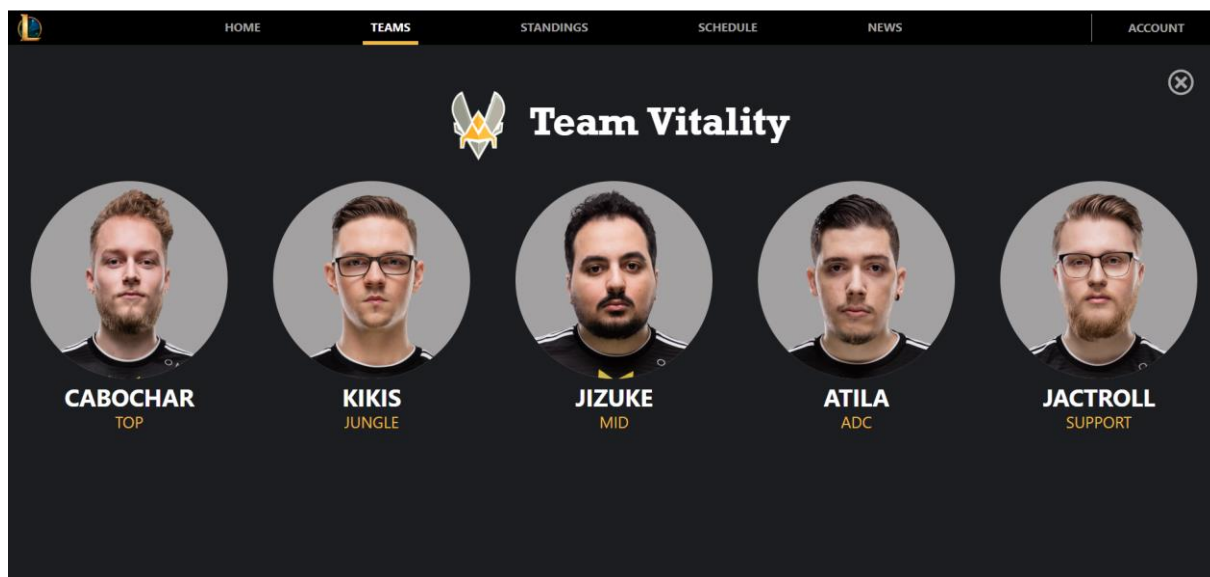 HOME TEAMS STANDINGS SCHEDULE NEWS ACCOUNT
Team Vitality
CABOCHAR KIKIS JIZUKE ATILA JACTROLL
TOP JUNGLE MID ADC SUPPORT